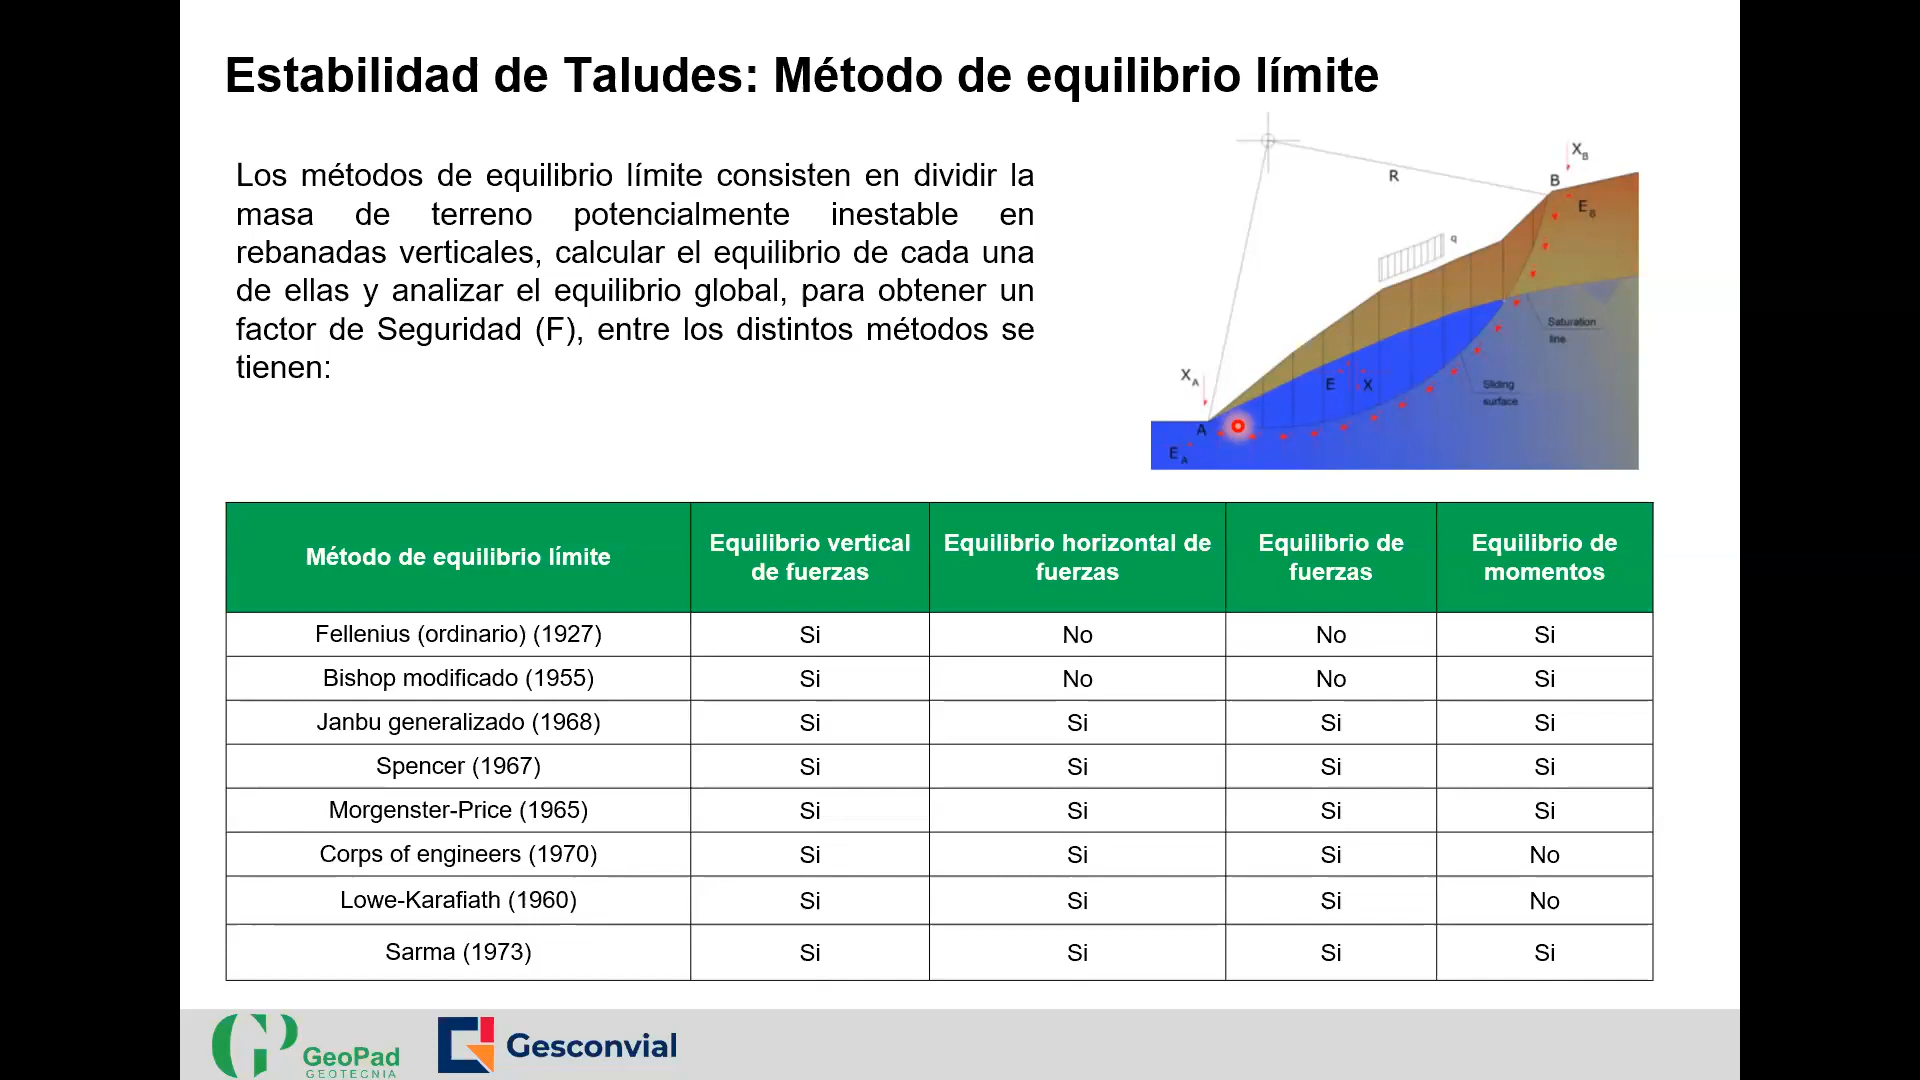 Estabilidad de Taludes: Método de equilibrio límite
Los métodos de equilibrio límite consisten en dividir la
masa de terreno potencialmente inestable en
rebanadas verticales, calcular el equilibrio de cada una
de ellas y analizar el equilibrio global, para obtener un
factor de Seguridad (F), entre los distintos métodos se
tienen:
X B
R
B
E B
q
Saturation
line
X A
E X
Sliding
surface
A
E A
Método de equilibrio límite Equilibrio vertical de fuerzas Equilibrio horizontal de fuerzas Equilibrio de fuerzas Equilibrio de momentos
Fellenius (ordinario) (1927) Si No No Si
Bishop modificado (1955) Si No No Si
Janbu generalizado (1968) Si Si Si Si
Spencer (1967) Si Si Si Si
Morgenster-Price (1965) Si Si Si Si
Corps of engineers (1970) Si Si Si No
Lowe-Karafiath (1960) Si Si Si No
Sarma (1973) Si Si Si Si
GP GeoPad
GEOTECNIA
Gesconvial